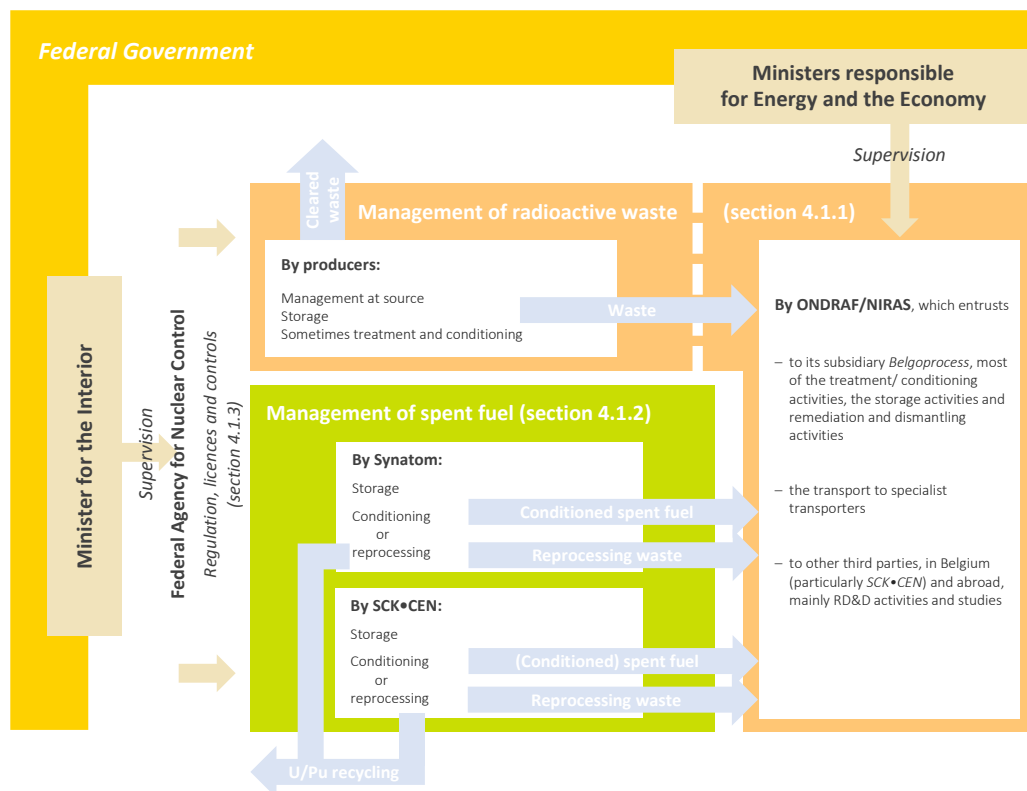 Federal Government
Ministers responsible
for Energy and the Economy
Supervision
Cleared
waste
Management of radioactive waste
(section 4.1.1)
By producers:
Management at source
Storage
Sometimes treatment and conditioning
Waste
By ONDRAF/NIRAS, which entrusts
– to its subsidiary Belgoprocess, most
of the treatment/ conditioning
activities, the storage activities and
remediation and dismantling
activities
– the transport to specialist
transporters
– to other third parties, in Belgium
(particularly SCK•CEN) and abroad,
mainly RD&D activities and studies
Minister for the Interior
Supervision
Federal Agency for Nuclear Control
Regulation, licences and controls
(section 4.1.3)
Management of spent fuel (section 4.1.2)
By Synatom:
Storage
Conditioning
or
reprocessing
Conditioned spent fuel
Reprocessing waste
By SCK•CEN:
Storage
Conditioning
or
reprocessing
(Conditioned) spent fuel
Reprocessing waste
U/Pu recycling